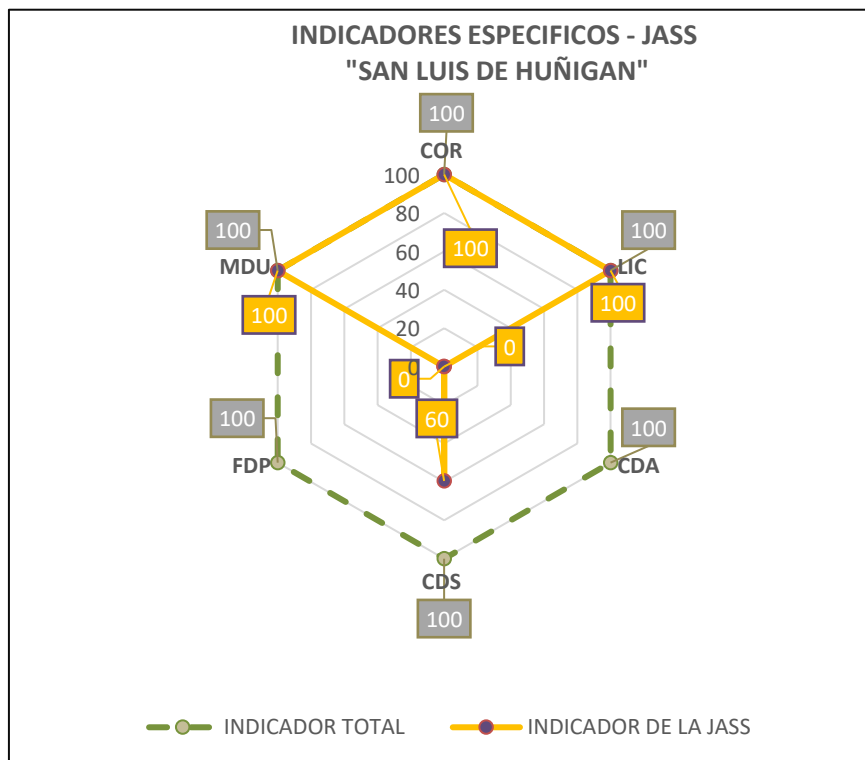 INDICADORES ESPECIFICOS - JASS
"SAN LUIS DE HUÑIGAN"
100
COR
100
100
100
MDU
LIC
100
80
60
40
20
0
100
100
0
0
60
100
100
FDP
CDA
CDS
100
INDICADOR TOTAL
INDICADOR DE LA JASS